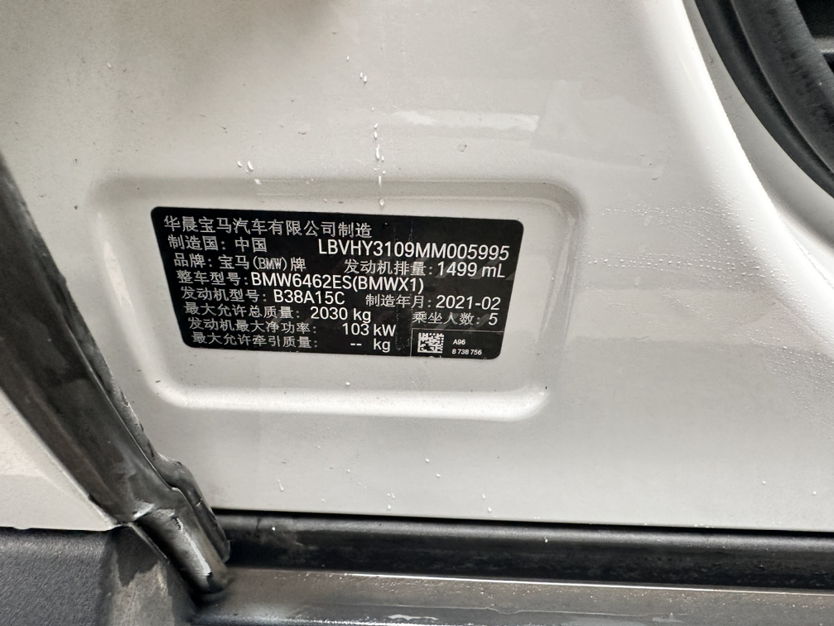 华晨宝马汽车有限公司制造
制造国: 中国 LBVHY3109MM005995
品牌: 宝马(BMW)牌 发动机排量: 1499 mL
整车型号: BMW6462ES(BMWX1)
发动机型号: B38A15C 制造年月: 2021-02
最大允许总质量: 2030 kg 乘坐人数: 5
发动机最大净功率: 103 kW
最大允许牵引质量: -- kg
A96
8 738 756